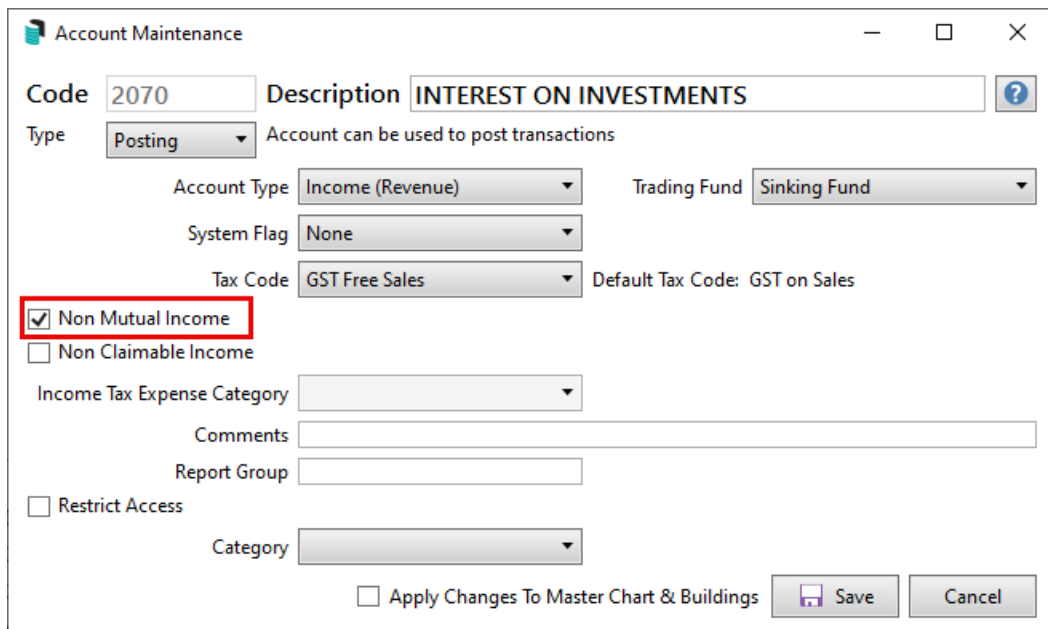 Account Maintenance
Code 2070 Description INTEREST ON INVESTMENTS ?
Type Posting Account can be used to post transactions
Account Type Income (Revenue) Trading Fund Sinking Fund
System Flag None
Tax Code GST Free Sales Default Tax Code: GST on Sales
Non Mutual Income
Non Claimable Income
Income Tax Expense Category
Comments
Report Group
Restrict Access
Category
Apply Changes To Master Chart & Buildings Save Cancel